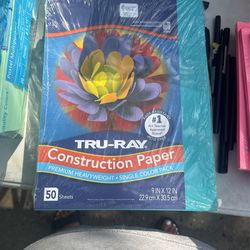 #1
TRU-RAY
Construction Paper
PREMIUM HEAVYWEIGHT • SINGLE COLOR PACK
50 Sheets
9 IN X 12 IN
22.9 cm X 30.5 cm